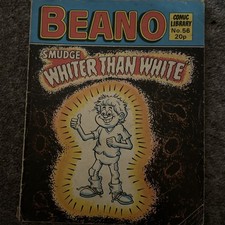 BEANO
COMIC
LIBRARY
No. 56
20p
SMUDGE
WHITER THAN WHITE